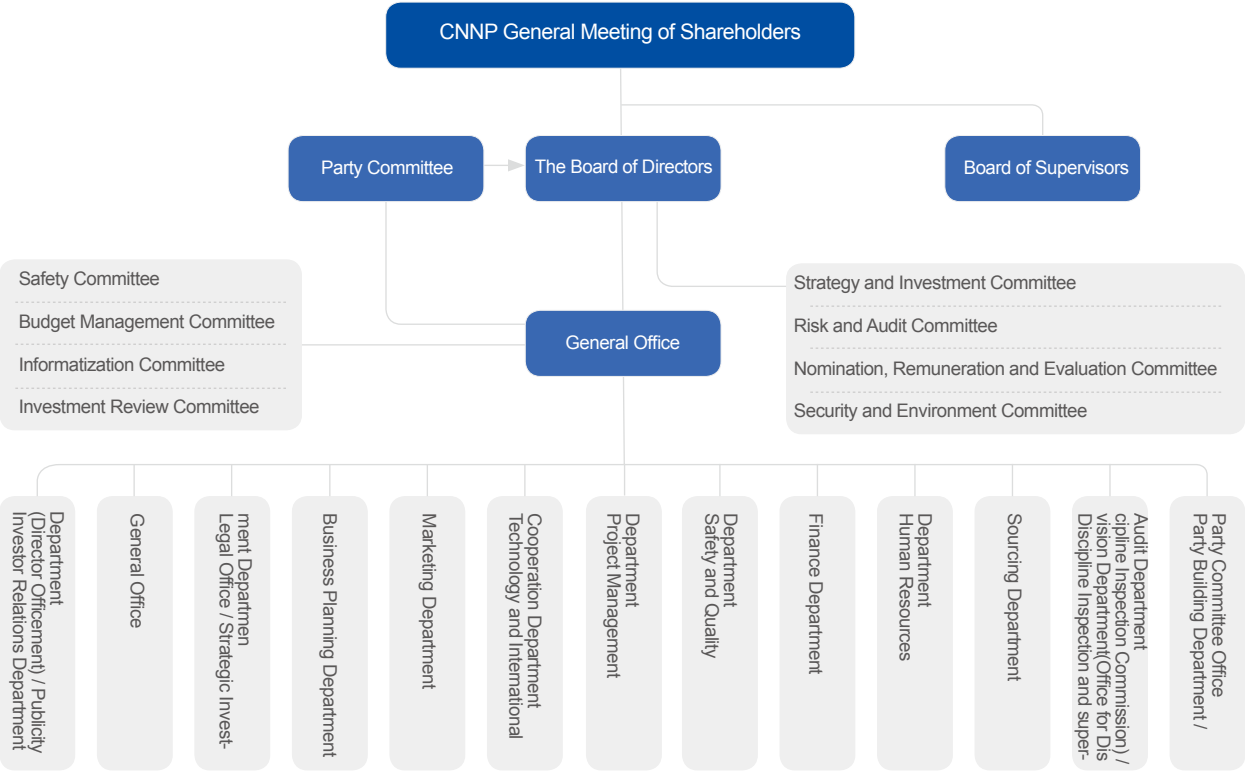 CNNP General Meeting of Shareholders
Party Committee
The Board of Directors
Board of Supervisors
Safety Committee
Budget Management Committee
Informatization Committee
Investment Review Committee
General Office
Strategy and Investment Committee
Risk and Audit Committee
Nomination, Remuneration and Evaluation Committee
Security and Environment Committee
Investor Relations Department
(Director Officement) / Publicity
Department
General Office
Legal Office / Strategic Invest-
ment Departmen
Business Planning Department
Marketing Department
Technology and International
Cooperation Department
Project Management
Department
Safety and Quality
Department
Finance Department
Human Resources
Department
Sourcing Department
Discipline Inspection and super-
vision Department(Office for Dis
cipline Inspection Commission) /
Audit Department
Party Building Department /
Party Committee Office